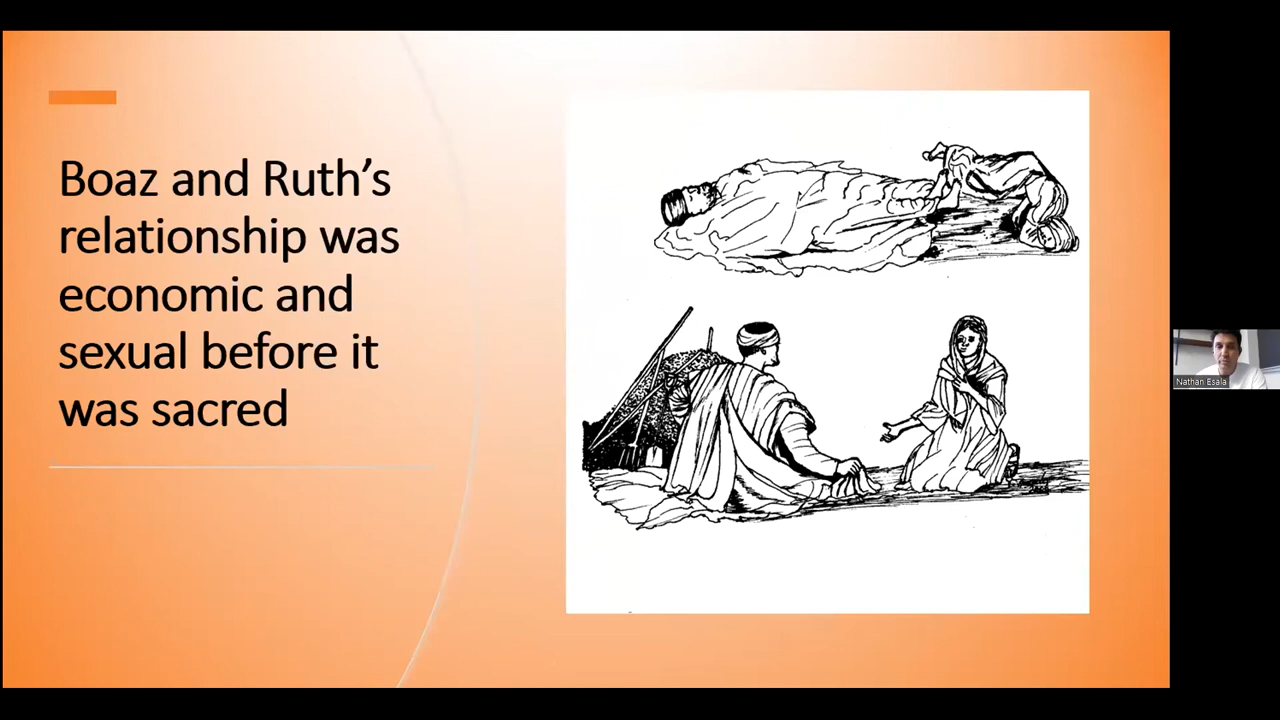 Boaz and Ruth’s
relationship was
economic and
sexual before it
was sacred
Nathan Esala